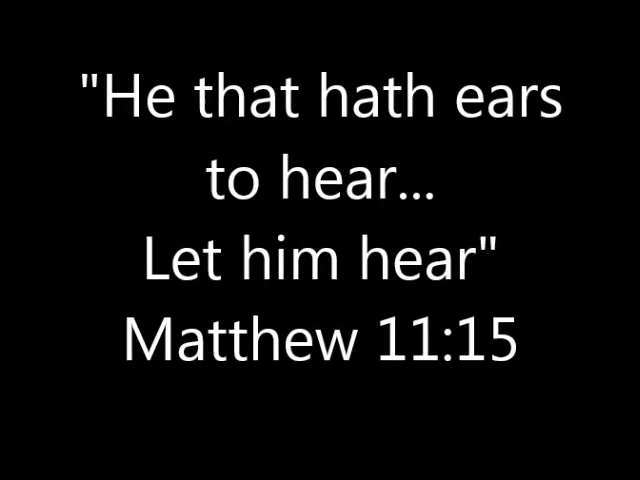 "He that hath ears
to hear...
Let him hear"
Matthew 11:15